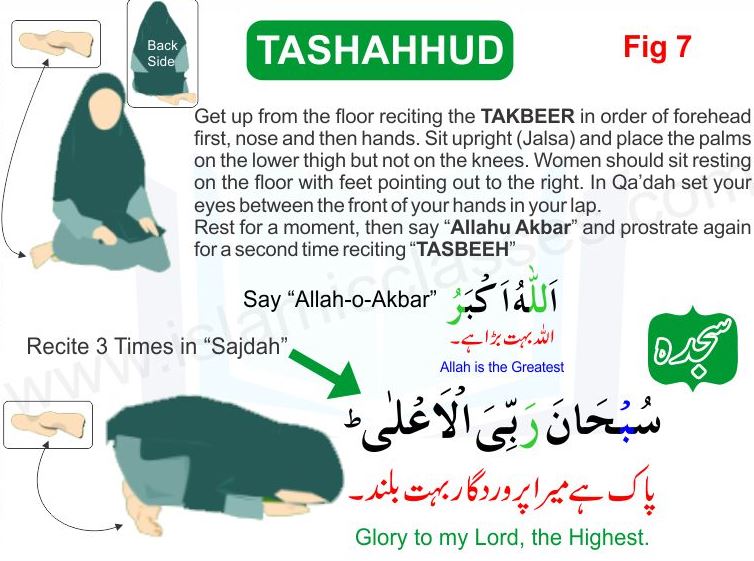 Back
Side
TASHAHHUD
Fig 7
Get up from the floor reciting the TAKBEER in order of forehead
first, nose and then hands. Sit upright (Jalsa) and place the palms
on the lower thigh but not on the knees. Women should sit resting
on the floor with feet pointing out to the right. In Qa’dah set your
eyes between the front of your hands in your lap.
Rest for a moment, then say “Allahu Akbar” and prostrate again
for a second time reciting “TASBEEH”
Say “Allah-o-Akbar” اَللّٰهُ اَكْبَرُ
اللہ بہت بڑا ہے۔
Allah is the Greatest
سجدہ
Recite 3 Times in “Sajdah”
سُبْحَانَ رَبِّیَ الْاَعْلٰی ؕ
پاک ہے میرا پروردگار بہت بلند۔
Glory to my Lord, the Highest.
www.islamicclasses